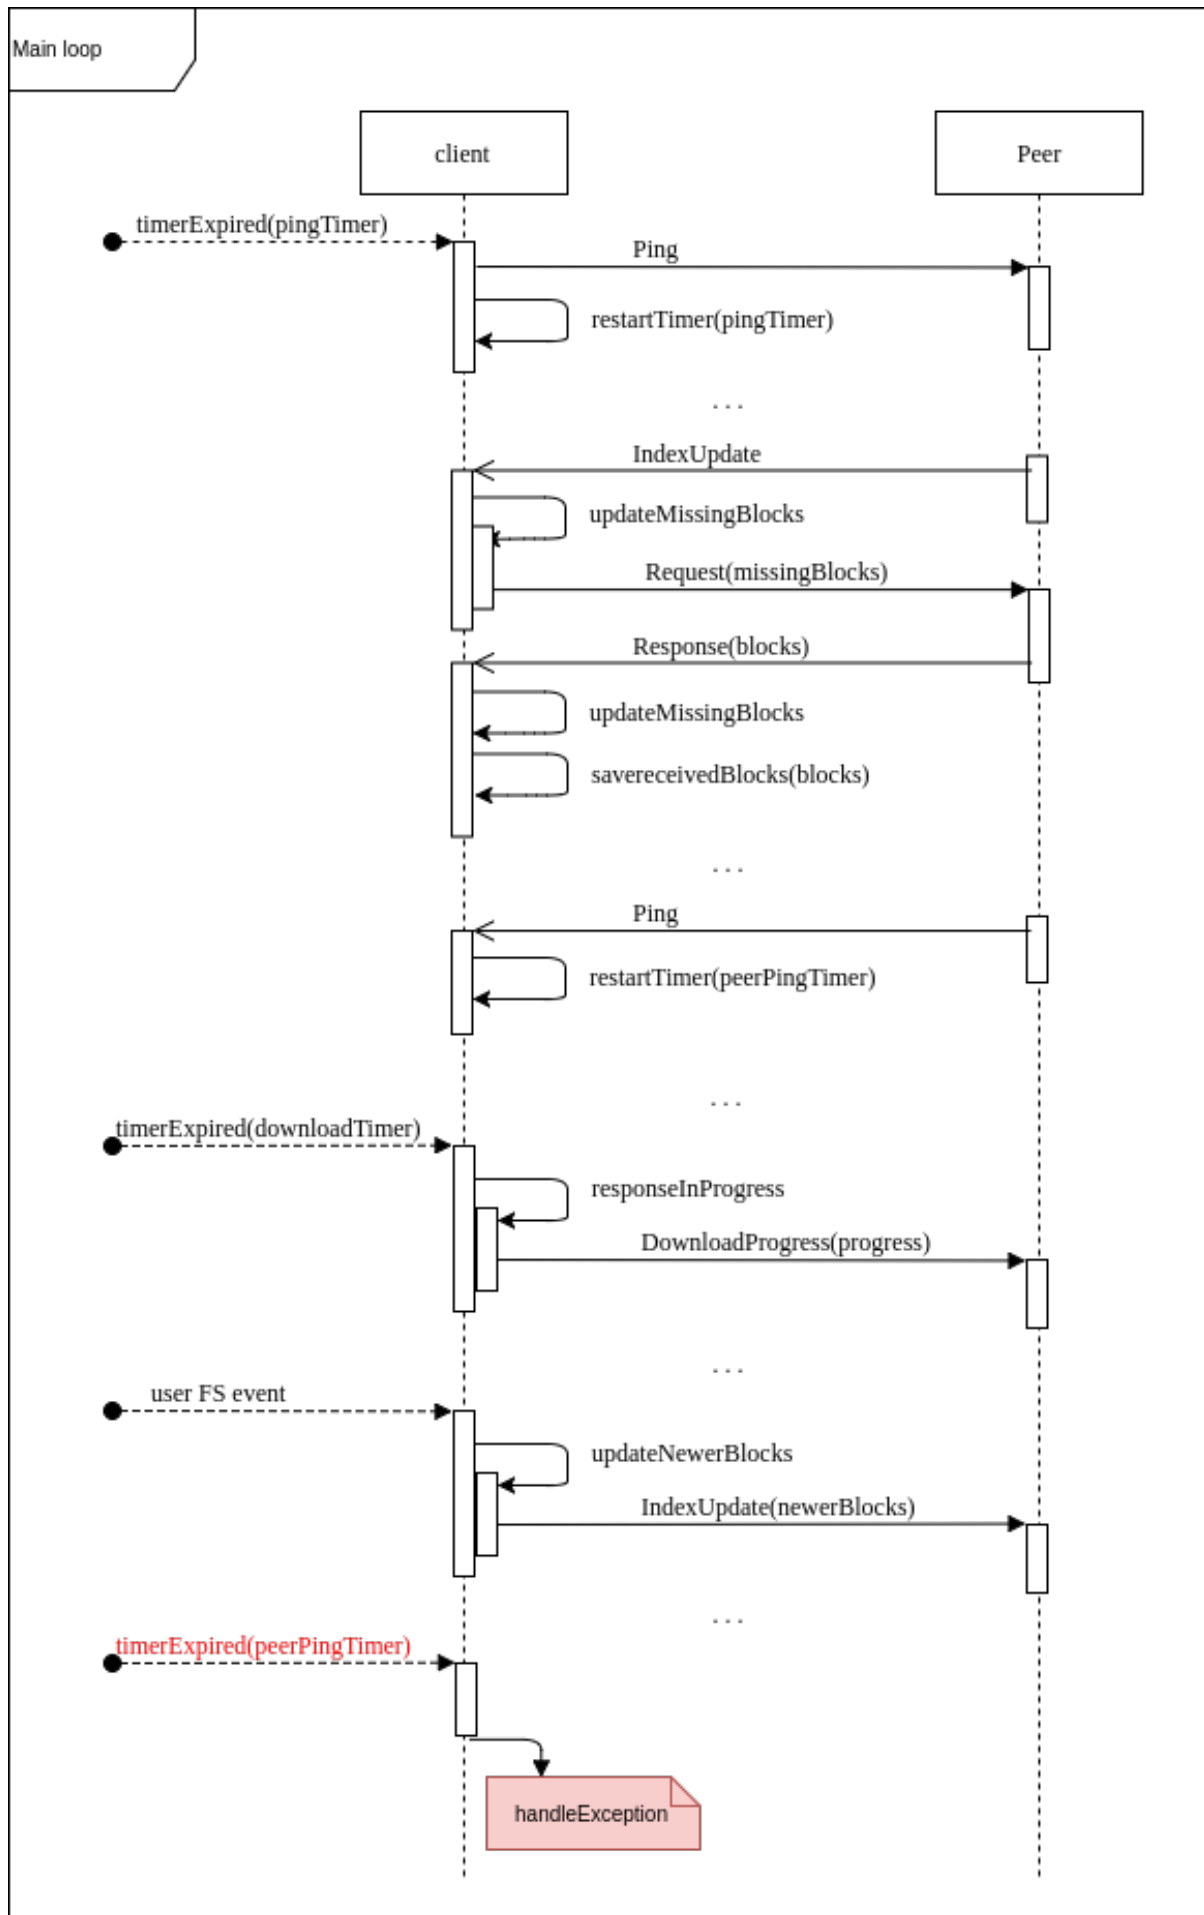 Main loop
client
Peer
timerExpired(pingTimer)
Ping
restartTimer(pingTimer)
. . .
IndexUpdate
updateMissingBlocks
Request(missingBlocks)
Response(blocks)
updateMissingBlocks
savereceivedBlocks(blocks)
. . .
Ping
restartTimer(peerPingTimer)
. . .
timerExpired(downloadTimer)
responseInProgress
DownloadProgress(progress)
. . .
user FS event
updateNewerBlocks
IndexUpdate(newerBlocks)
. . .
timerExpired(peerPingTimer)
handleException